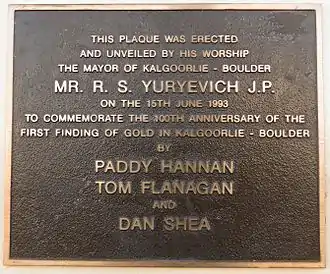 THIS PLAQUE WAS ERECTED
AND UNVEILED BY HIS WORSHIP
THE MAYOR OF KALGOORLIE - BOULDER
MR. R. S. YURYEVICH J.P.
ON THE 15TH JUNE 1993
TO COMMEMORATE THE 100TH ANNIVERSARY OF THE
FIRST FINDING OF GOLD IN KALGOORLIE - BOULDER
BY
PADDY HANNAN
TOM FLANAGAN
AND
DAN SHEA